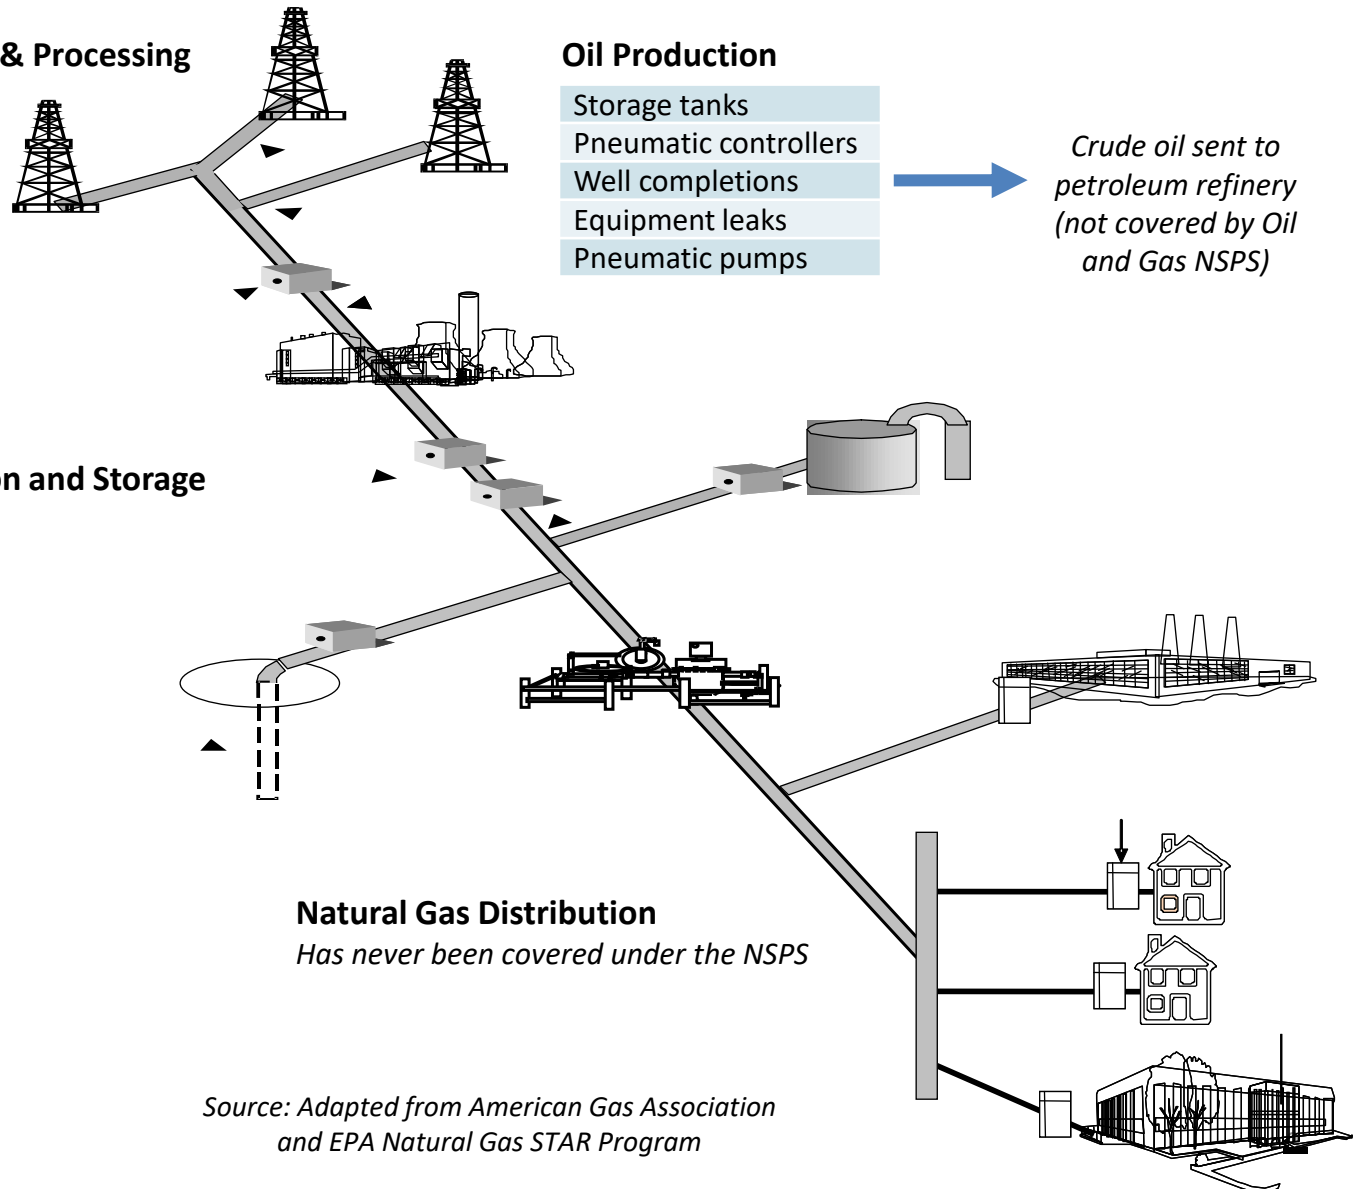 & Processing
Oil Production
Storage tanks
Pneumatic controllers
Well completions
Equipment leaks
Pneumatic pumps
Crude oil sent to
petroleum refinery
(not covered by Oil
and Gas NSPS)
and Storage
Natural Gas Distribution
Has never been covered under the NSPS
Source: Adapted from American Gas Association
and EPA Natural Gas STAR Program